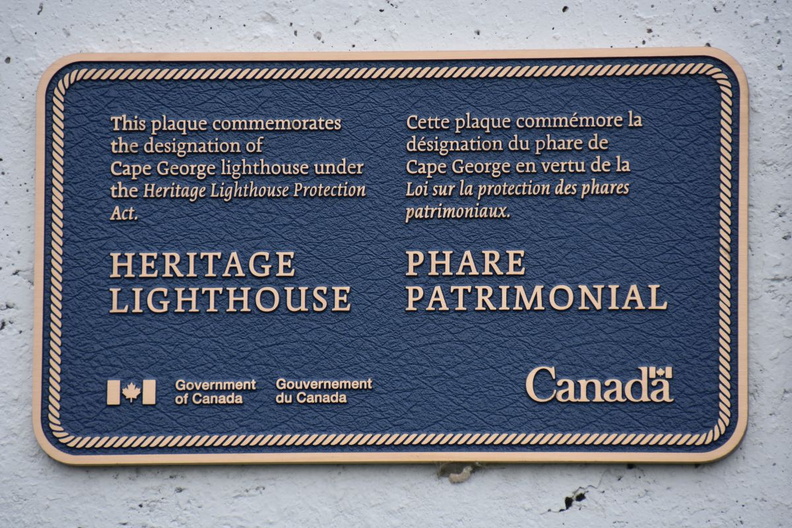 This plaque commemorates
the designation of
Cape George lighthouse under
the Heritage Lighthouse Protection
Act.
HERITAGE
LIGHTHOUSE
Cette plaque commémore la
désignation du phare de
Cape George en vertu de la
Loi sur la protection des phares
patrimoniaux.
PHARE
PATRIMONIAL
Government
of Canada
Gouvernement
du Canada
Canada